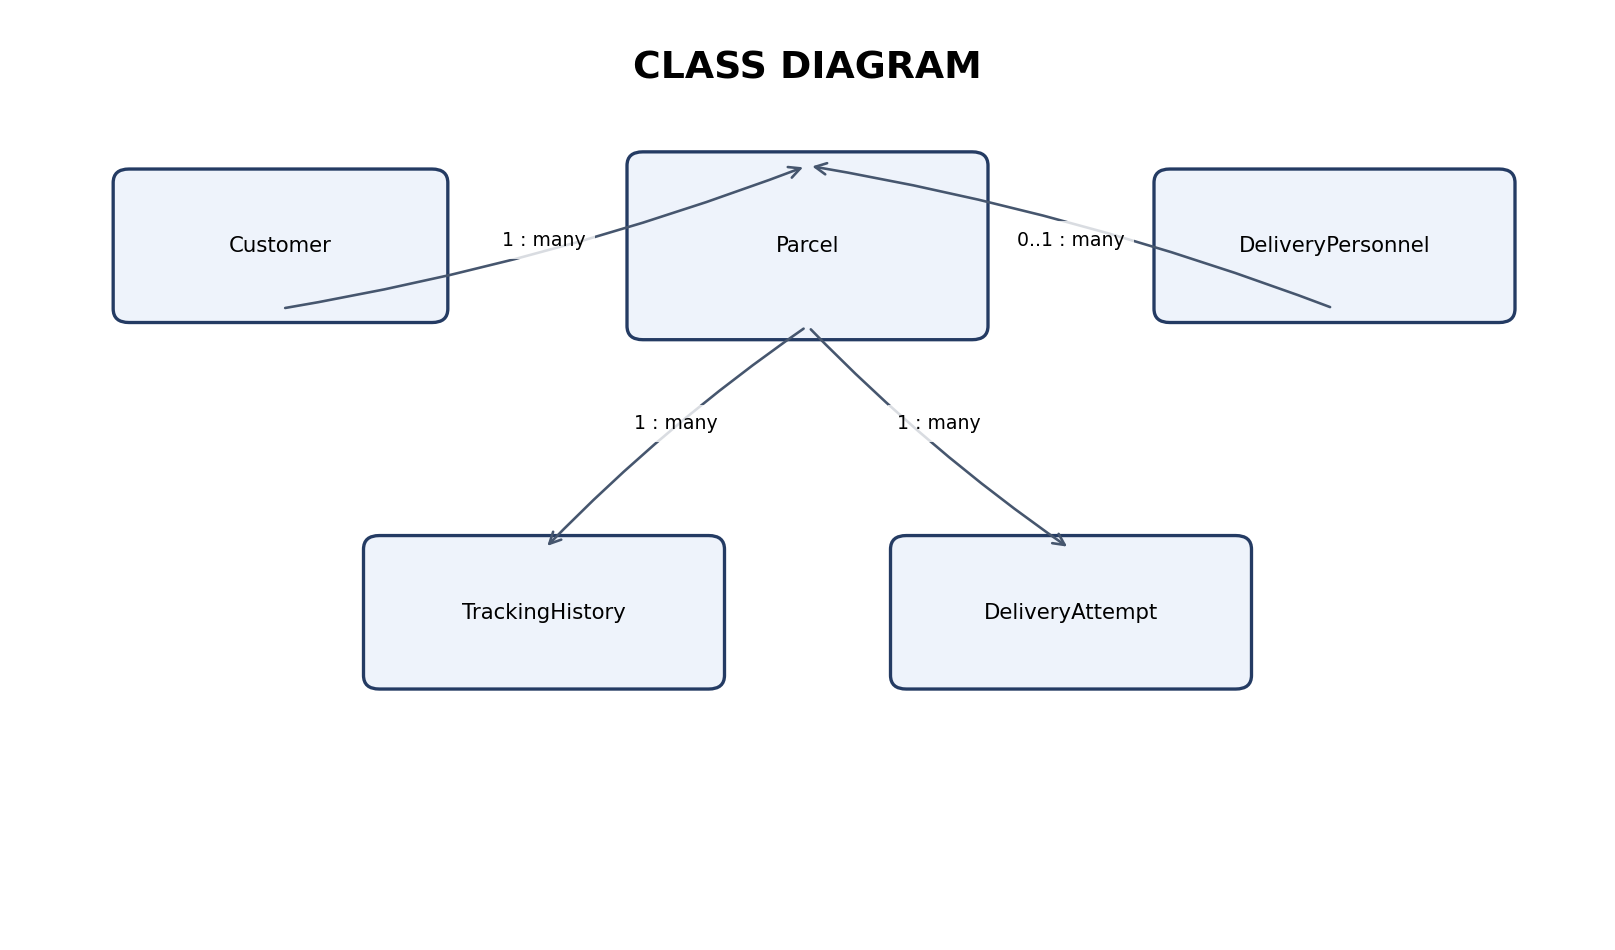 CLASS DIAGRAM
Customer
1 : many
Parcel
0..1 : many
DeliveryPersonnel
1 : many
1 : many
TrackingHistory
DeliveryAttempt